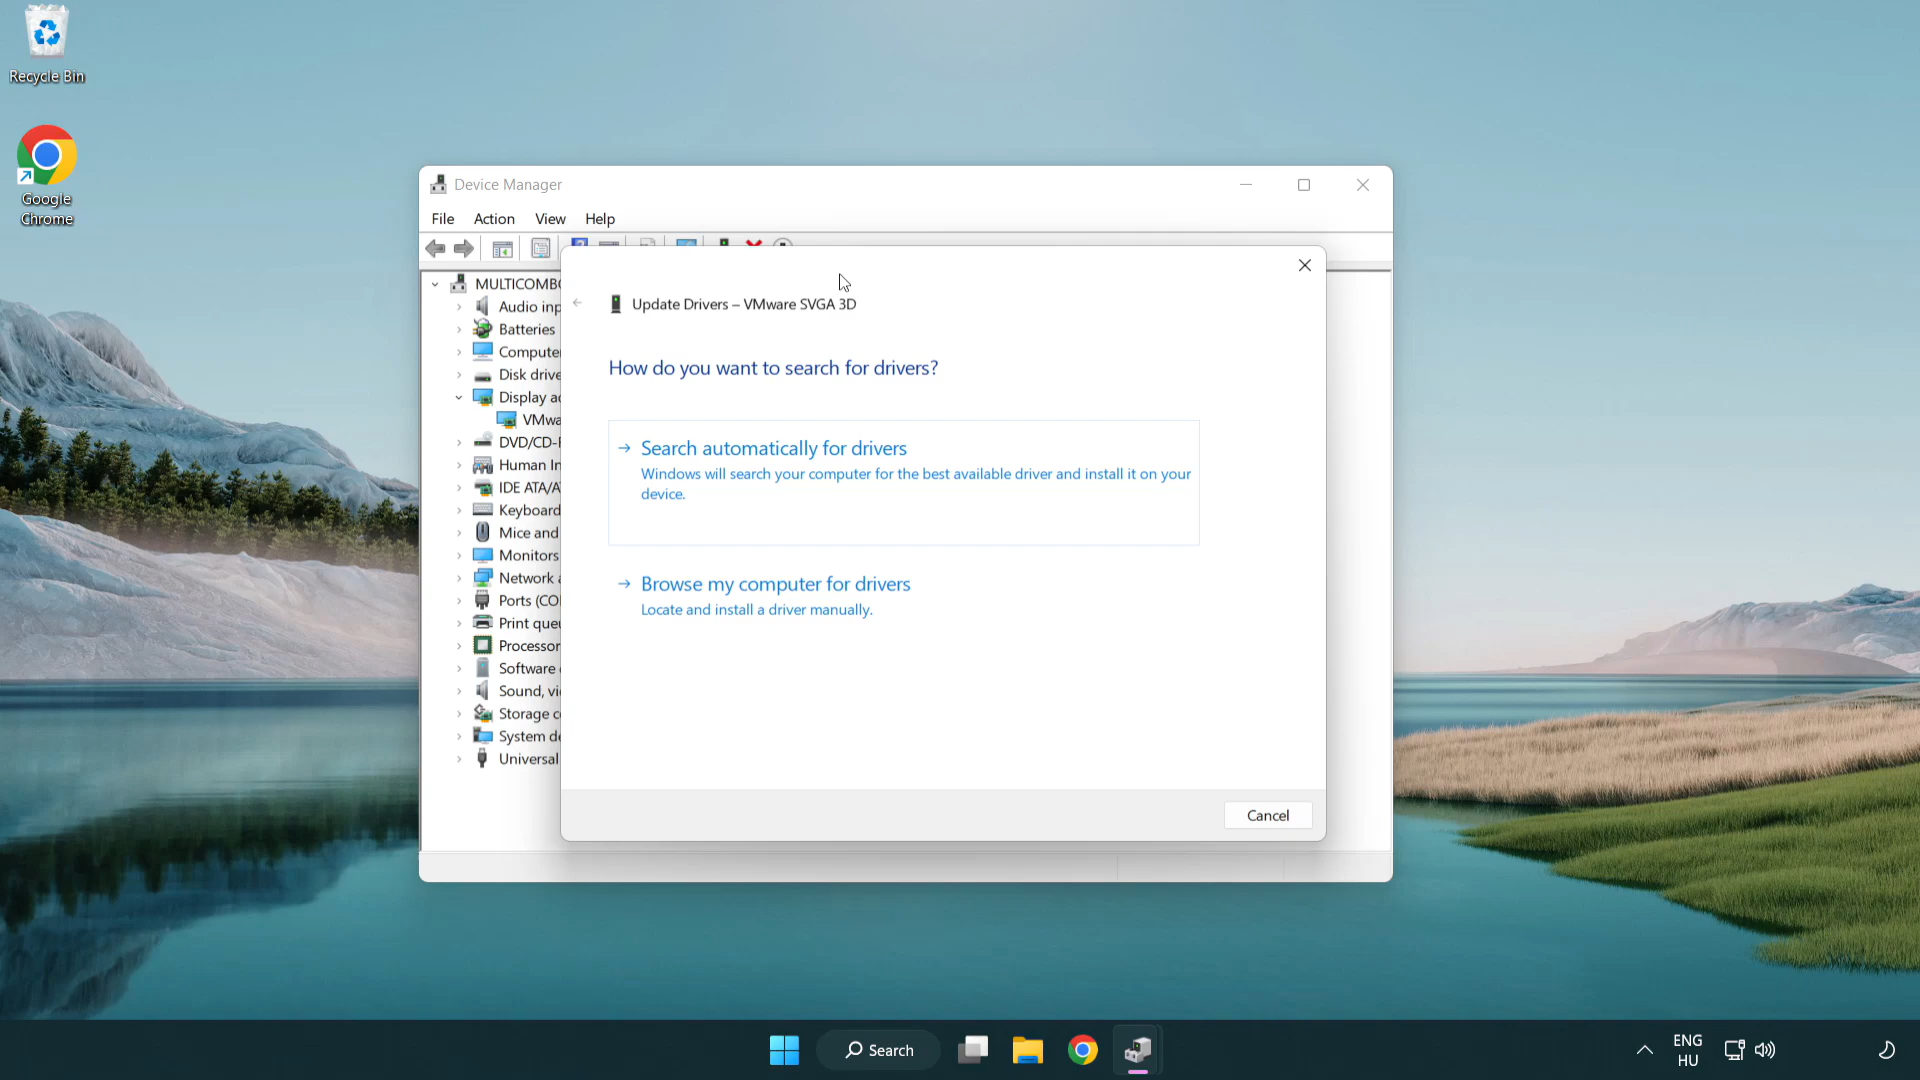 Recycle Bin
Google
Chrome
Device Manager
File Action View Help
MULTICOMB
Audio inp
Batteries
Compute
Disk drive
Display a
VMwa
DVD/CD-
Human In
IDE ATA/A
Keyboard
Mice and
Monitors
Network a
Ports (CO
Print que
Processor
Software
Sound, vi
Storage c
System de
Universal
Update Drivers – VMware SVGA 3D
How do you want to search for drivers?
Search automatically for drivers
Windows will search your computer for the best available driver and install it on your
device.
Browse my computer for drivers
Locate and install a driver manually.
Cancel
Search
ENG
HU